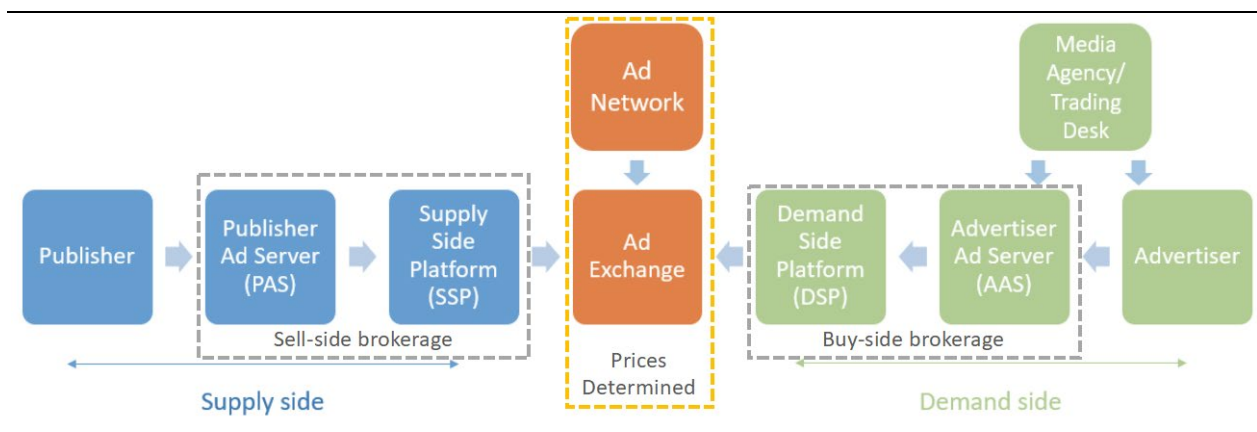 Ad
Network
Media
Agency/
Trading
Desk
Publisher
Publisher
Ad Server
(PAS)
Supply
Side
Platform
(SSP)
Ad
Exchange
Demand
Side
Platform
(DSP)
Advertiser
Ad Server
(AAS)
Advertiser
Sell-side brokerage
Buy-side brokerage
Prices
Determined
Supply side
Demand side